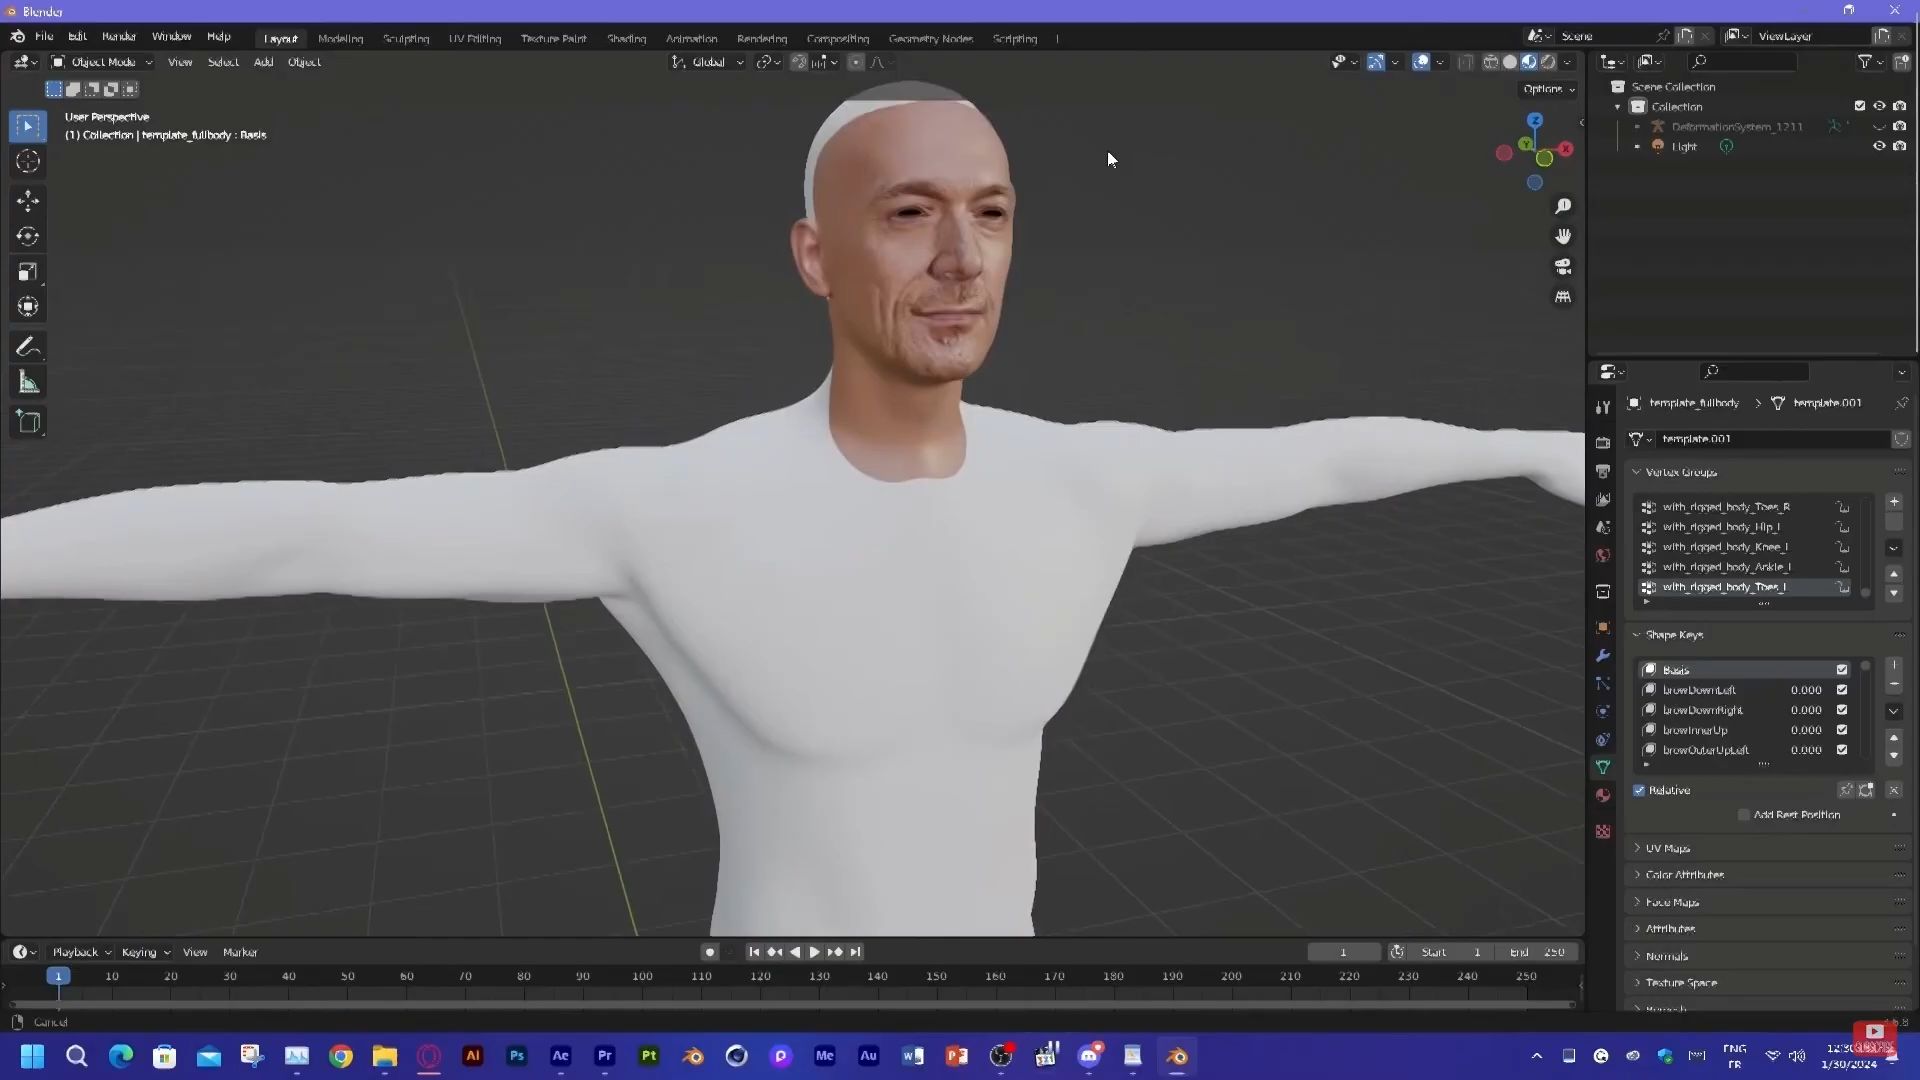 Blender
File Edit Render Window Help
Layout Modeling Sculpting UV Editing Texture Paint Shading Animation Rendering Compositing Geometry Nodes Scripting
Scene
ViewLayer
Object Mode View Select Add Object
Global
Options
User Perspective
(1) Collection | template_fullbody : Basis
Z
Y
X
Scene Collection
Collection
DeformationSystem_1211
Light
template_fullbody > template.001
template.001
Vertex Groups
with_rigged_body_Toes_R
with_rigged_body_Hip_L
with_rigged_body_Knee_L
with_rigged_body_Ankle_L
with_rigged_body_Toes_L
Shape Keys
Basis
browDownLeft 0.000
browDownRight 0.000
browInnerUp 0.000
browOuterUpLeft 0.000
Relative
Add Rest Position
UV Maps
Color Attributes
Face Maps
Attributes
Normals
Texture Space
Playback Keying View Marker
1 Start 1 End 250
1 10 20 30 40 50 60 70 80 90 100 110 120 130 140 150 160 170 180 190 200 210 220 230 240 250
Cancel
Ai Ps Ae Pr Pt Me Au
ENG
FR
1/30/2024
SUBSCRIBE